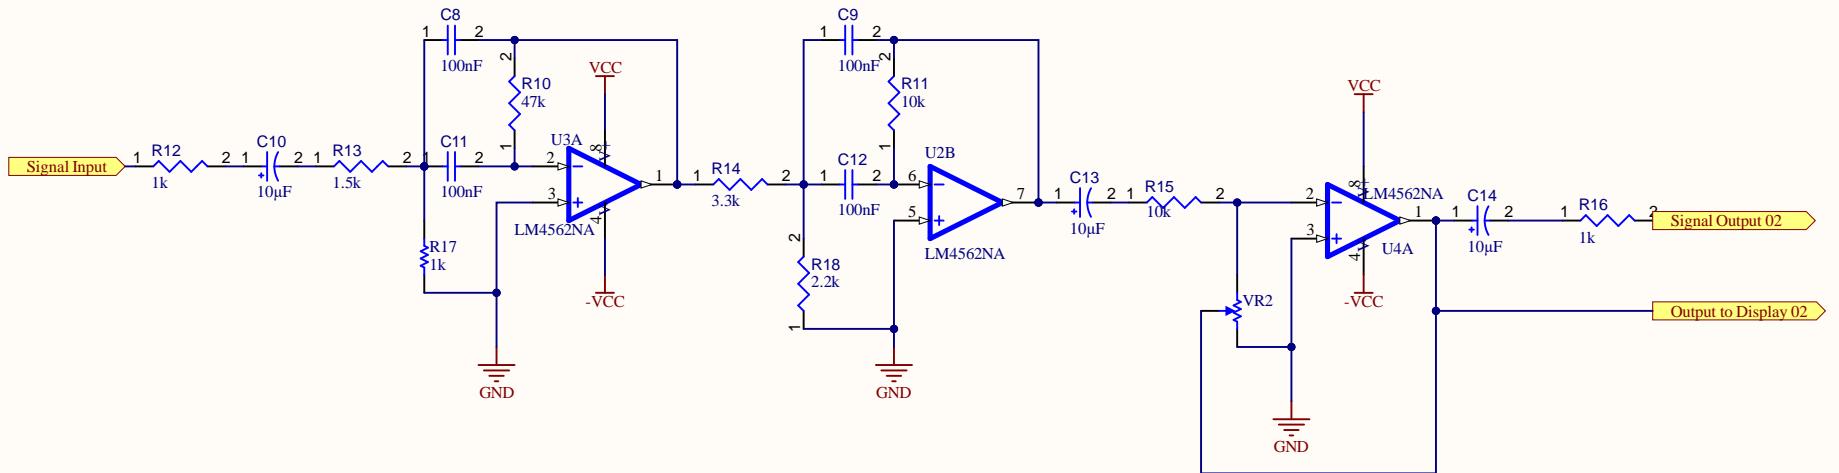 Signal Input
1
R12
2
1k
1
C10
2
10µF
1
R13
2
1.5k
C8
1
2
100nF
2
R10
47k
1
1
C11
2
100nF
R17
1k
GND
VCC
U3A
8
V+
2
1
3
4
V-
LM4562NA
-VCC
1
R14
2
3.3k
C9
1
2
100nF
2
R11
10k
1
1
C12
2
100nF
2
R18
2.2k
1
GND
U2B
6
7
5
LM4562NA
C13
1
2
10µF
1
R15
2
10k
VR2
GND
VCC
8
V+
LM4562NA
2
1
3
4
U4A
-VCC
C14
1
2
10µF
1
R16
2
1k
Signal Output 02
Output to Display 02